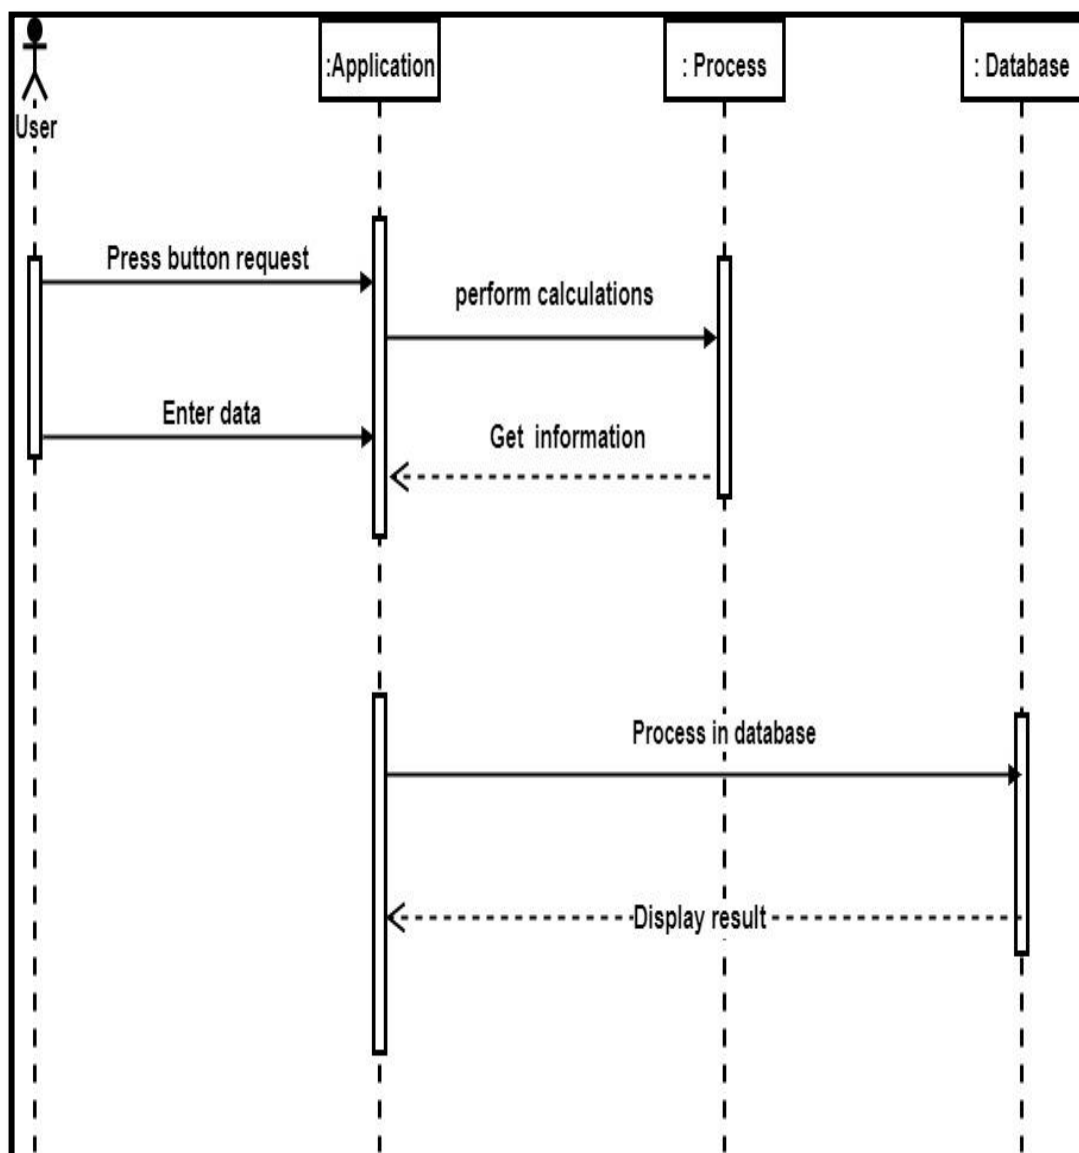 :Application
: Process
: Database
User
Press button request
perform calculations
Enter data
Get information
Process in database
Display result